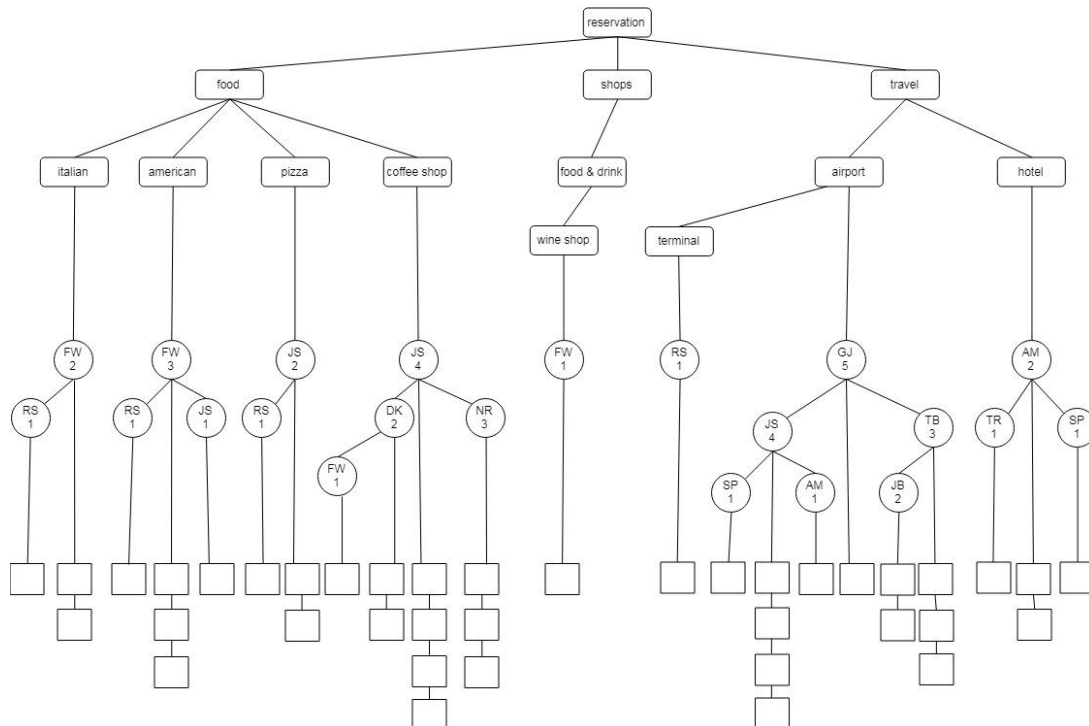 reservation
food
shops
travel
italian
american
pizza
coffee shop
food & drink
airport
hotel
wine shop
terminal
FW
2
FW
3
JS
2
JS
4
FW
1
RS
1
GJ
5
AM
2
RS
1
RS
1
JS
1
RS
1
DK
2
NR
3
JS
4
TB
3
TR
1
SP
1
FW
1
SP
1
AM
1
JB
2